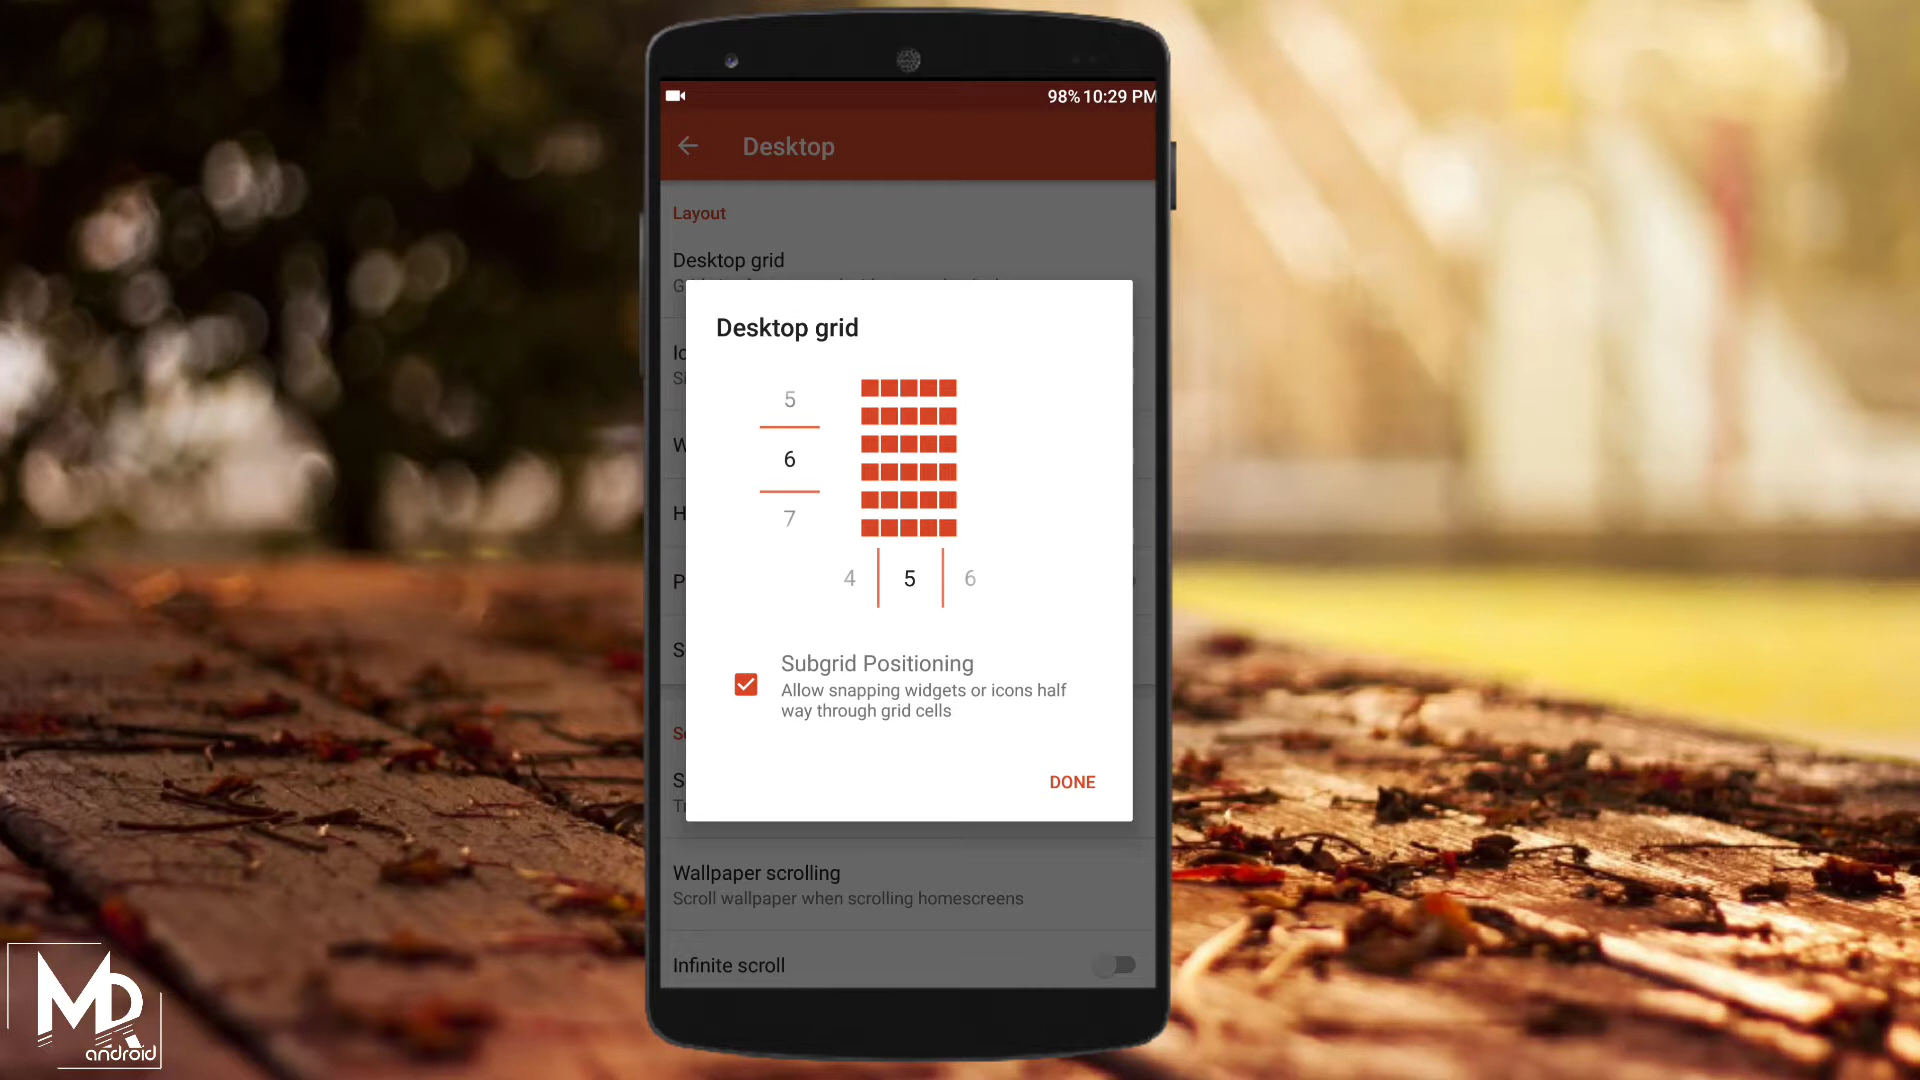 98% 10:29 PM
Desktop
Layout
Desktop grid
Desktop grid
5
6
7
4 5 6
Subgrid Positioning
Allow snapping widgets or icons half
way through grid cells
DONE
Wallpaper scrolling
Scroll wallpaper when scrolling homescreens
Infinite scroll
MR
android